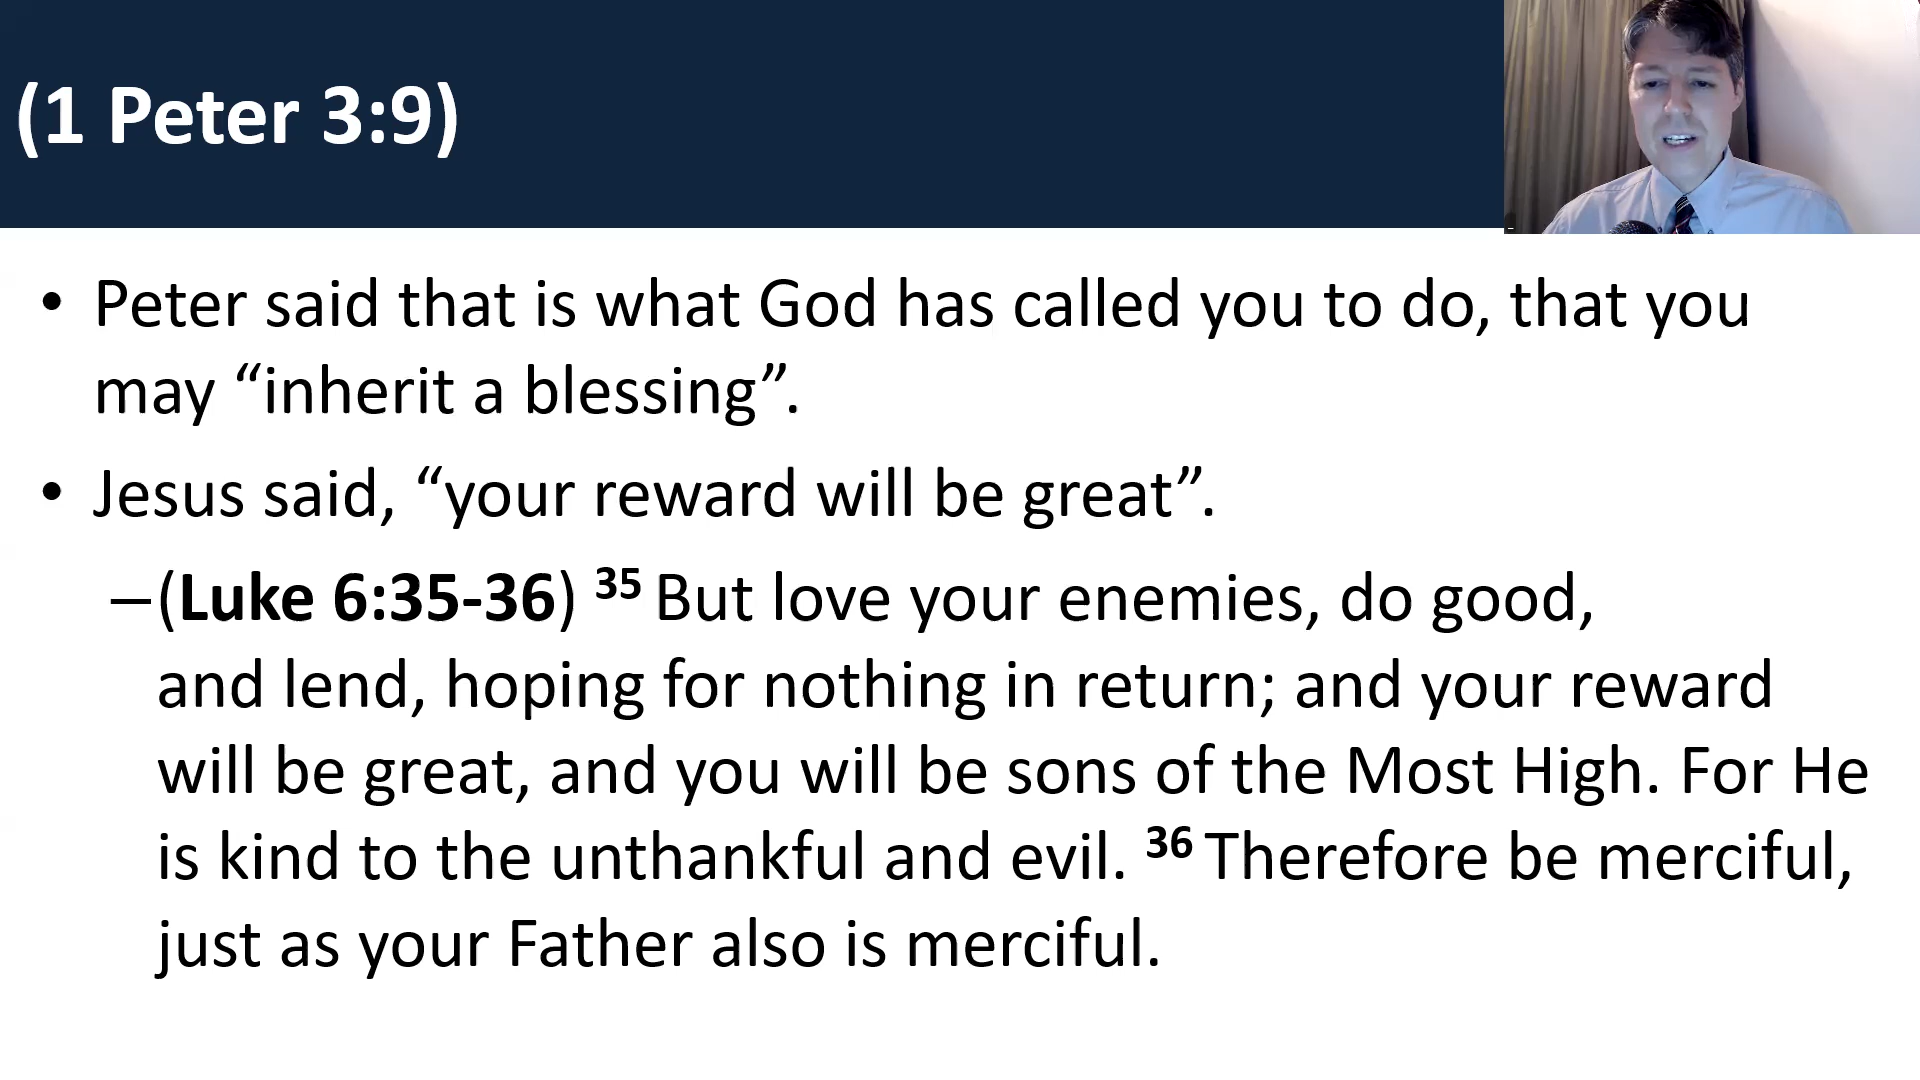 (1 Peter 3:9)
• Peter said that is what God has called you to do, that you
may “inherit a blessing”.
• Jesus said, “your reward will be great”.
–(Luke 6:35-36) 35 But love your enemies, do good,
and lend, hoping for nothing in return; and your reward
will be great, and you will be sons of the Most High. For He
is kind to the unthankful and evil. 36 Therefore be merciful,
just as your Father also is merciful.